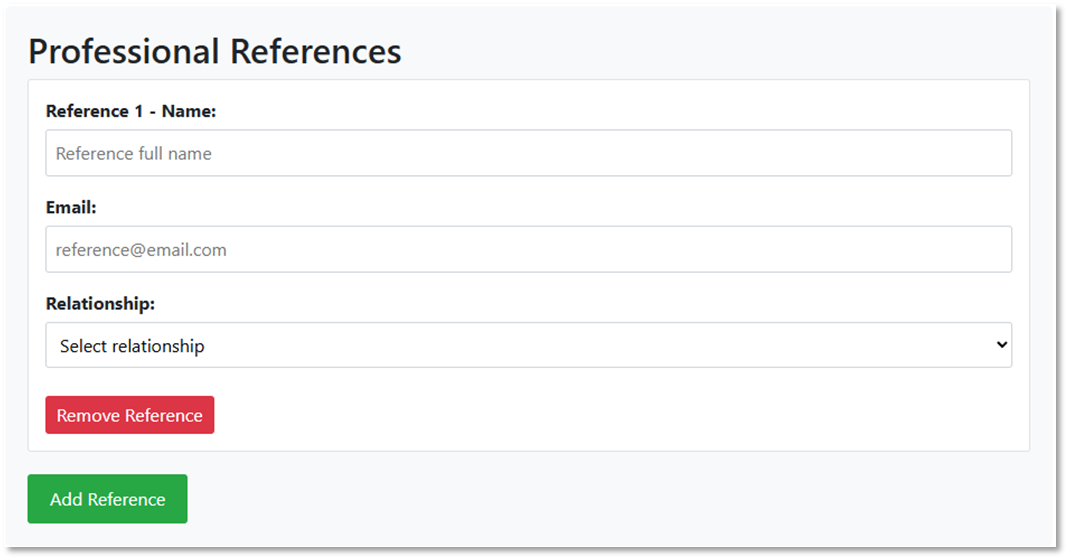 Professional References
Reference 1 - Name:
Reference full name
Email:
reference@email.com
Relationship:
Select relationship
Remove Reference
Add Reference